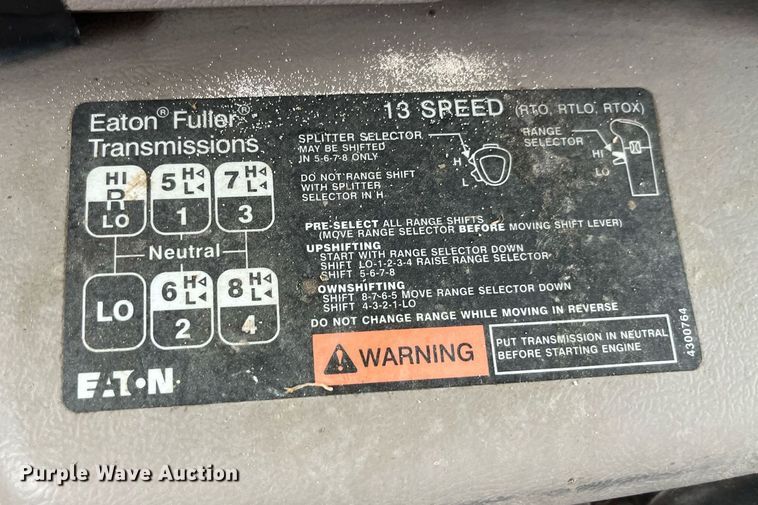 Eaton® Fuller®
Transmissions
13 SPEED (RTO, RTLO, RTOX)
HI
R
LO
5 H L
1
7 H L
3
Neutral
LO
6 H L
2
8 H L
4
EATON
SPLITTER SELECTOR
MAY BE SHIFTED
IN 5-6-7-8 ONLY
DO NOT RANGE SHIFT
WITH SPLITTER
SELECTOR IN H
H
L
RANGE
SELECTOR
HI
LO
PRE-SELECT ALL RANGE SHIFTS
(MOVE RANGE SELECTOR BEFORE MOVING SHIFT LEVER)
UPSHIFTING
START WITH RANGE SELECTOR DOWN
SHIFT LO-1-2-3-4 RAISE RANGE SELECTOR
SHIFT 5-6-7-8
OWNSHIFTING
SHIFT 8-7-6-5 MOVE RANGE SELECTOR DOWN
SHIFT 4-3-2-1-LO
DO NOT CHANGE RANGE WHILE MOVING IN REVERSE
WARNING
PUT TRANSMISSION IN NEUTRAL
BEFORE STARTING ENGINE
4300764
Purple Wave Auction